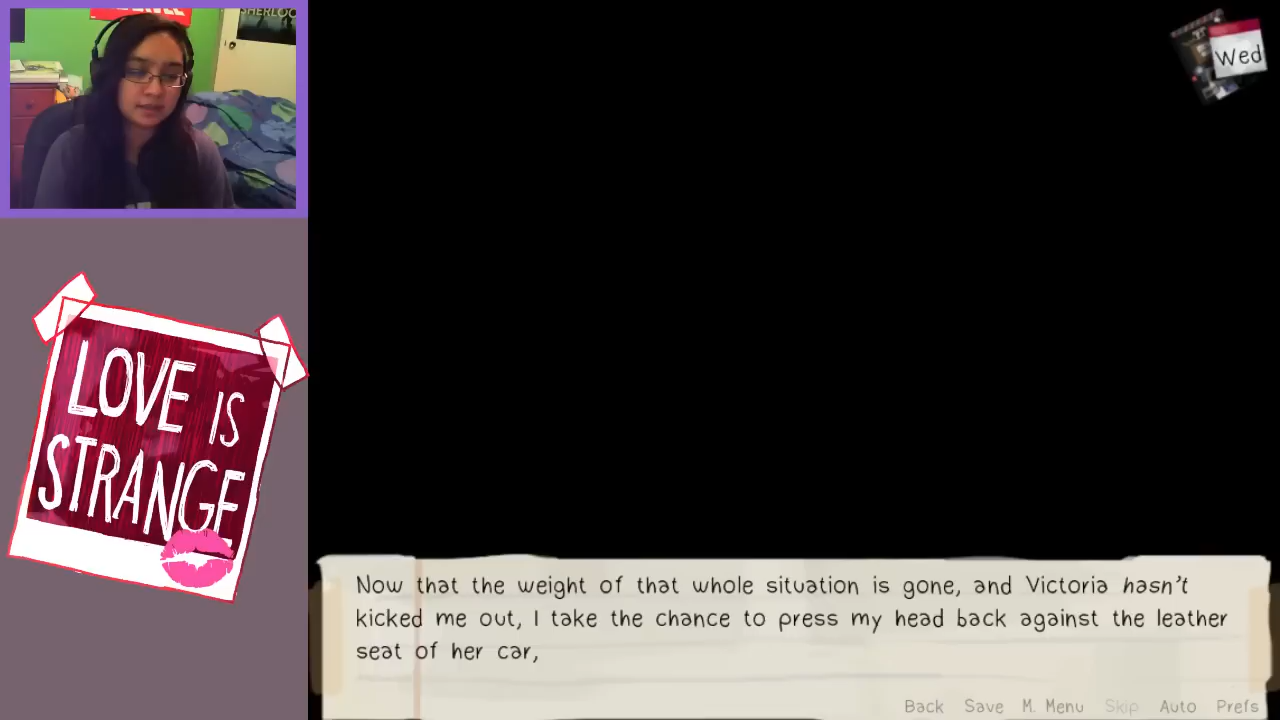 SHERLOC
Wed
LOVE IS
STRANGE
Now that the weight of that whole situation is gone, and Victoria hasn't
kicked me out, I take the chance to press my head back against the leather
seat of her car,
Back Save M. Menu Skip Auto Prefs